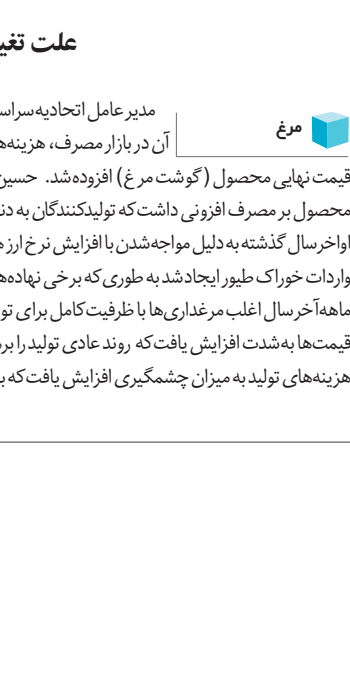 علت تغی
مرغ
مدیر عامل اتحادیه سراس
آن در بازار مصرف، هزینه‌ه
قیمت نهایی محصول (گوشت مرغ) افزوده شد. حسین
محصول بر مصرف افزونی داشت که تولیدکنندگان به دن
اواخر سال گذشته به دلیل مواجه شدن با افزایش نرخ ارز
واردات خوراک طیور ایجاد شد به طوری که برخی نهاده‌ه
ماهه آخر سال اغلب مرغداری‌ها با ظرفیت کامل برای تو
قیمت‌ها به شدت افزایش یافت که روند عادی تولید را بر
هزینه‌های تولید به میزان چشمگیری افزایش یافت که ب